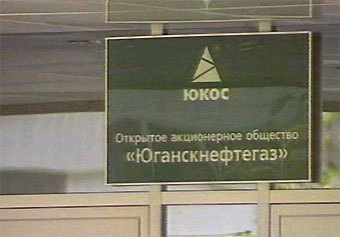 ЮКОС
Открытое акционерное общество
«Юганскнефтегаз»